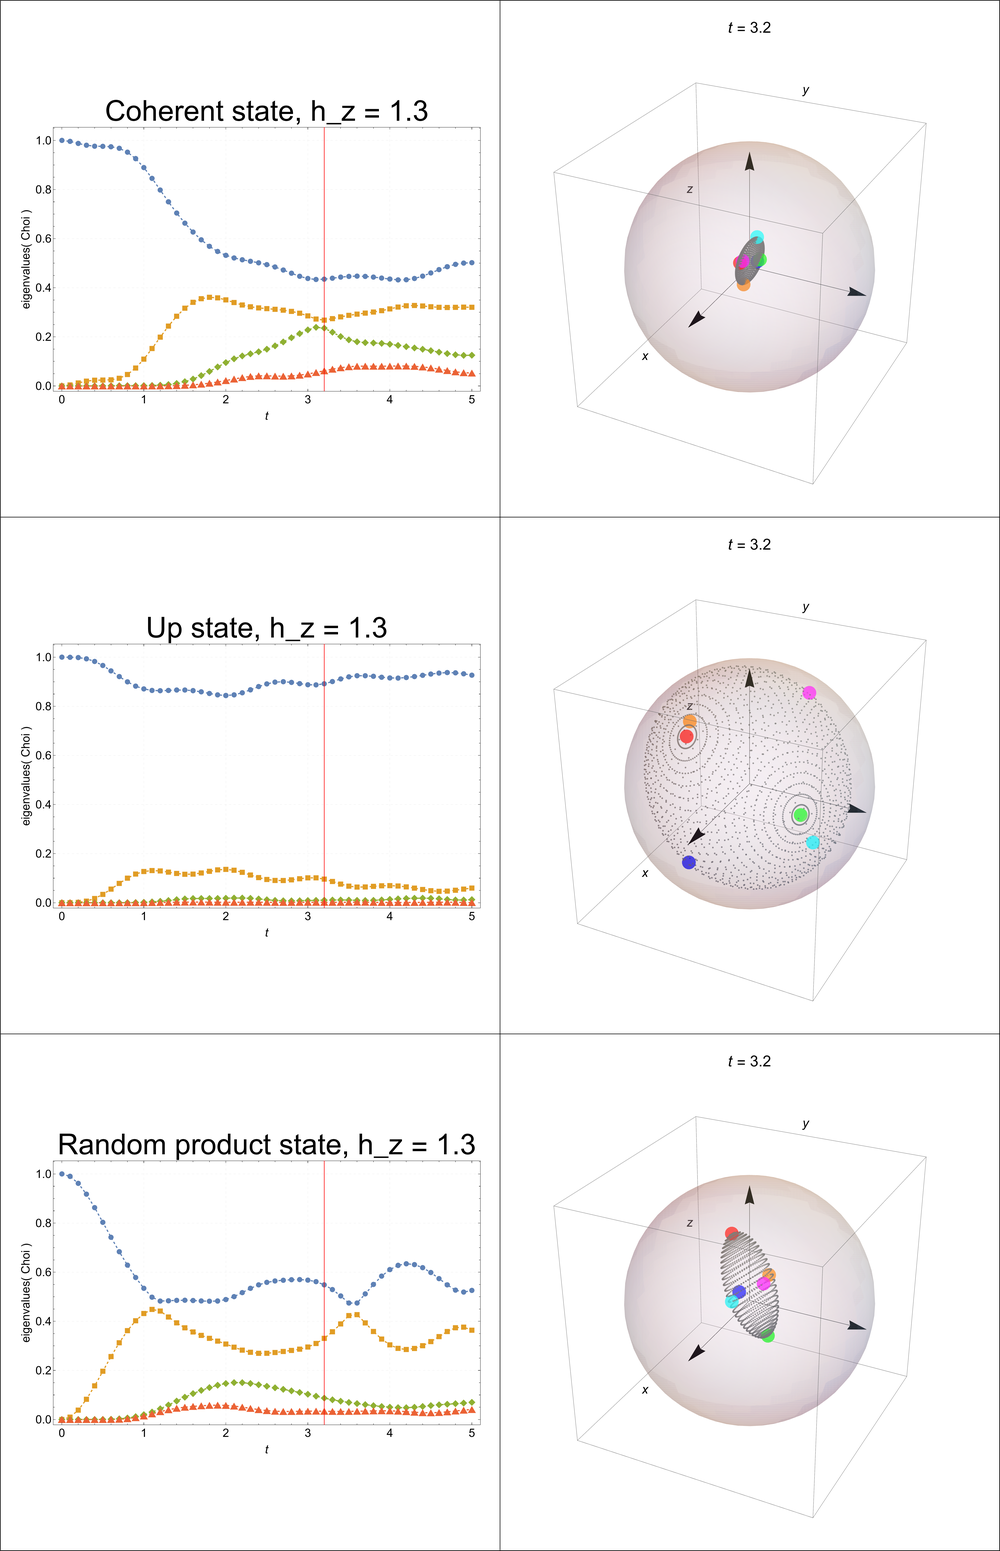 t = 3.2
Coherent state, h_z = 1.3
eigenvalues( Choi )
1.0
0.8
0.6
0.4
0.2
0.0
0 1 2 3 4 5
t
y
z
x
t = 3.2
Up state, h_z = 1.3
eigenvalues( Choi )
1.0
0.8
0.6
0.4
0.2
0.0
0 1 2 3 4 5
t
y
z
x
t = 3.2
Random product state, h_z = 1.3
eigenvalues( Choi )
1.0
0.8
0.6
0.4
0.2
0.0
0 1 2 3 4 5
t
y
z
x